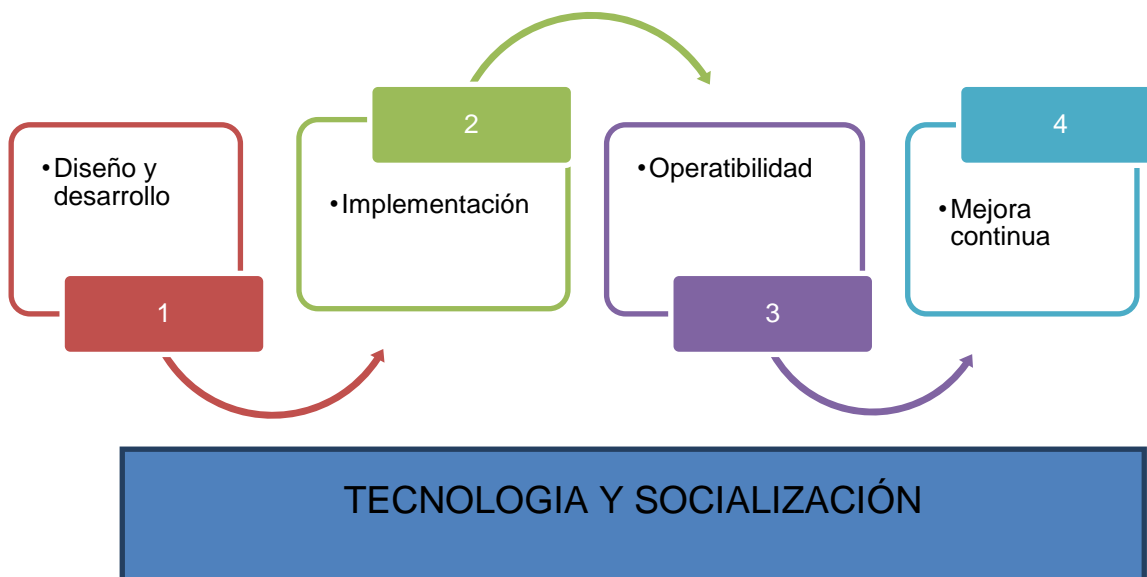 •Diseño y
desarrollo
1
2
•Implementación
•Operatibilidad
3
4
•Mejora
continua
TECNOLOGIA Y SOCIALIZACIÓN